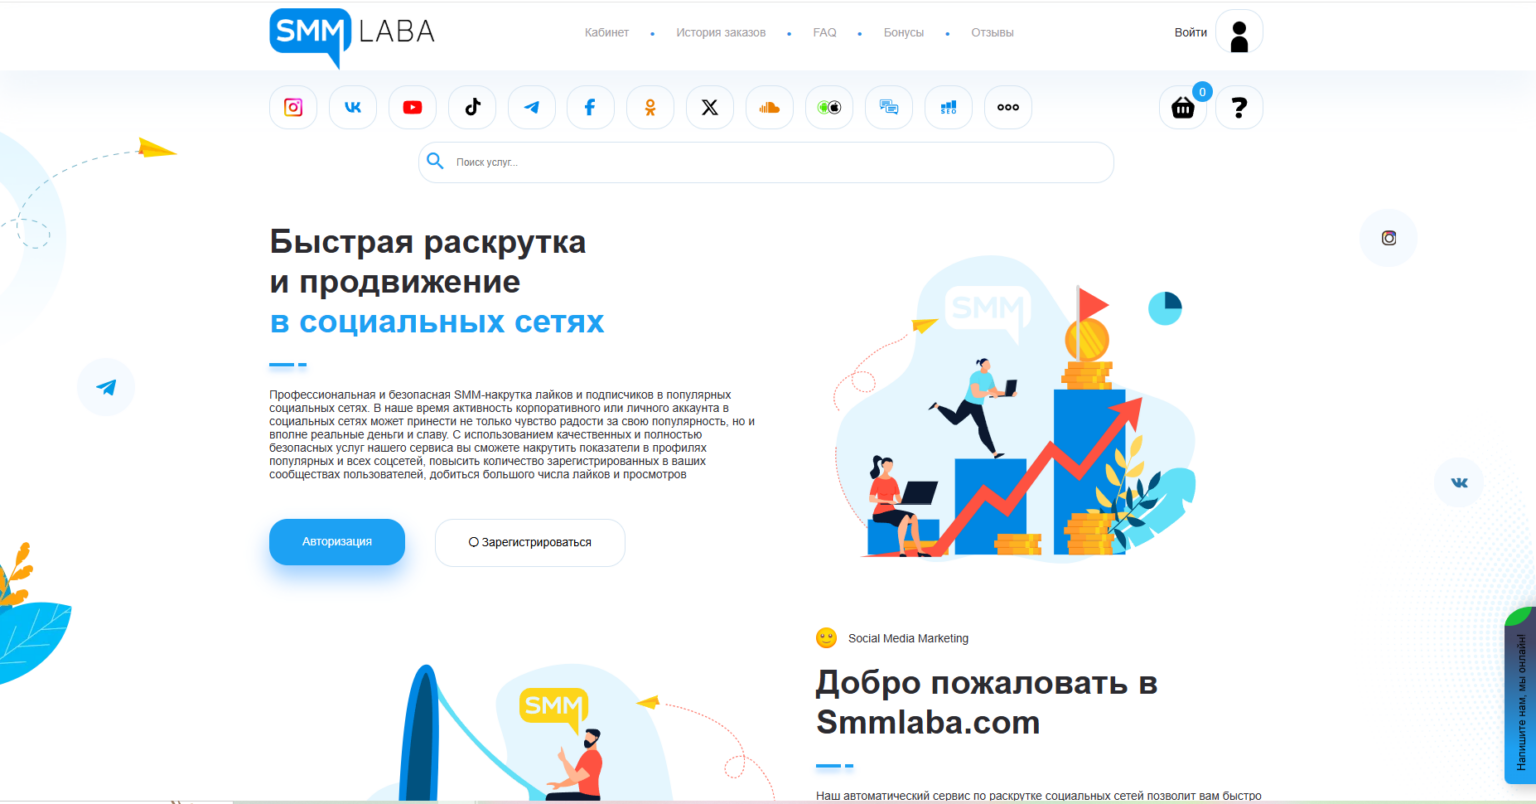 SMM LABA
Кабинет • История заказов • FAQ • Бонусы • Отзывы
Войти
SEO
0
?
Поиск услуг...
Быстрая раскрутка
и продвижение
в социальных сетях
SMM
Профессиональная и безопасная SMM-накрутка лайков и подписчиков в популярных
социальных сетях. В наше время активность корпоративного или личного аккаунта в
социальных сетях может принести не только чувство радости за свою популярность, но и
вполне реальные деньги и славу. С использованием качественных и полностью
безопасных услуг нашего сервиса вы сможете накрутить показатели в профилях
популярных и всех соцсетей, повысить количество зарегистрированных в ваших
сообществах пользователей, добиться большого числа лайков и просмотров
Авторизация
Зарегистрироваться
Social Media Marketing
Добро пожаловать в
Smmlaba.com
SMM
Напишите нам, мы онлайн!
Наш автоматический сервис по раскрутке социальных сетей позволит вам быстро